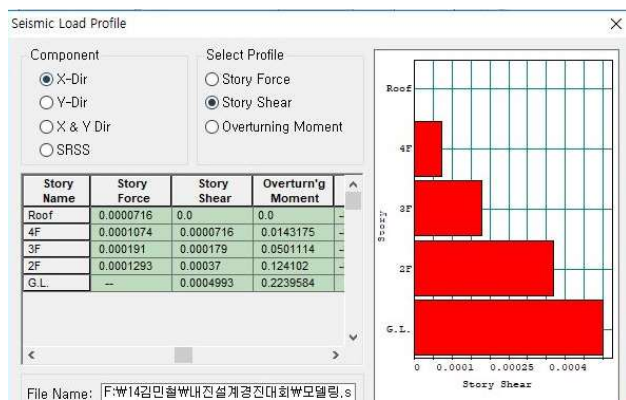 Seismic Load Profile
Component
X-Dir
Y-Dir
X & Y Dir
SRSS
Select Profile
Story Force
Story Shear
Overturning Moment
Story Name Story Force Story Shear Overturn'g Moment
Roof 0.0000716 0.0 0.0 --
4F 0.0001074 0.0000716 0.0143175 --
3F 0.000191 0.000179 0.0501114 --
2F 0.0001293 0.00037 0.124102 --
G.L. -- 0.0004993 0.2239584
File Name: F:₩14김민철₩내진설계경진대회₩모델링.s
Story
Roof
4F
3F
2F
G.L.
0 0.0001 0.00025 0.0004
Story Shear